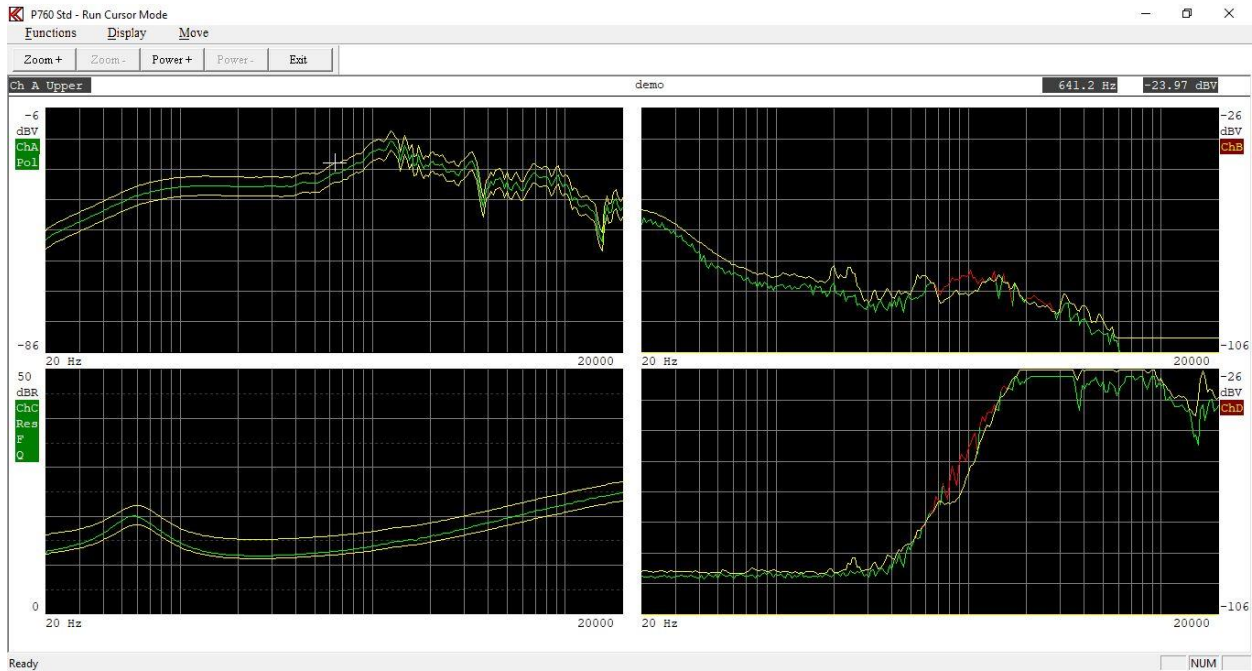 P760 Std - Run Cursor Mode
Functions Display Move
Zoom+ Zoom- Power+ Power- Exit
Ch A Upper demo 641.2 Hz -23.97 dBV
-6
dBV
ChA
Pol
-86
20 Hz 20000
-26
dBV
ChB
-106
20 Hz 20000
50
dBR
ChC
Res
F
Q
0
20 Hz 20000
-26
dBV
ChD
-106
20 Hz 20000
Ready NUM